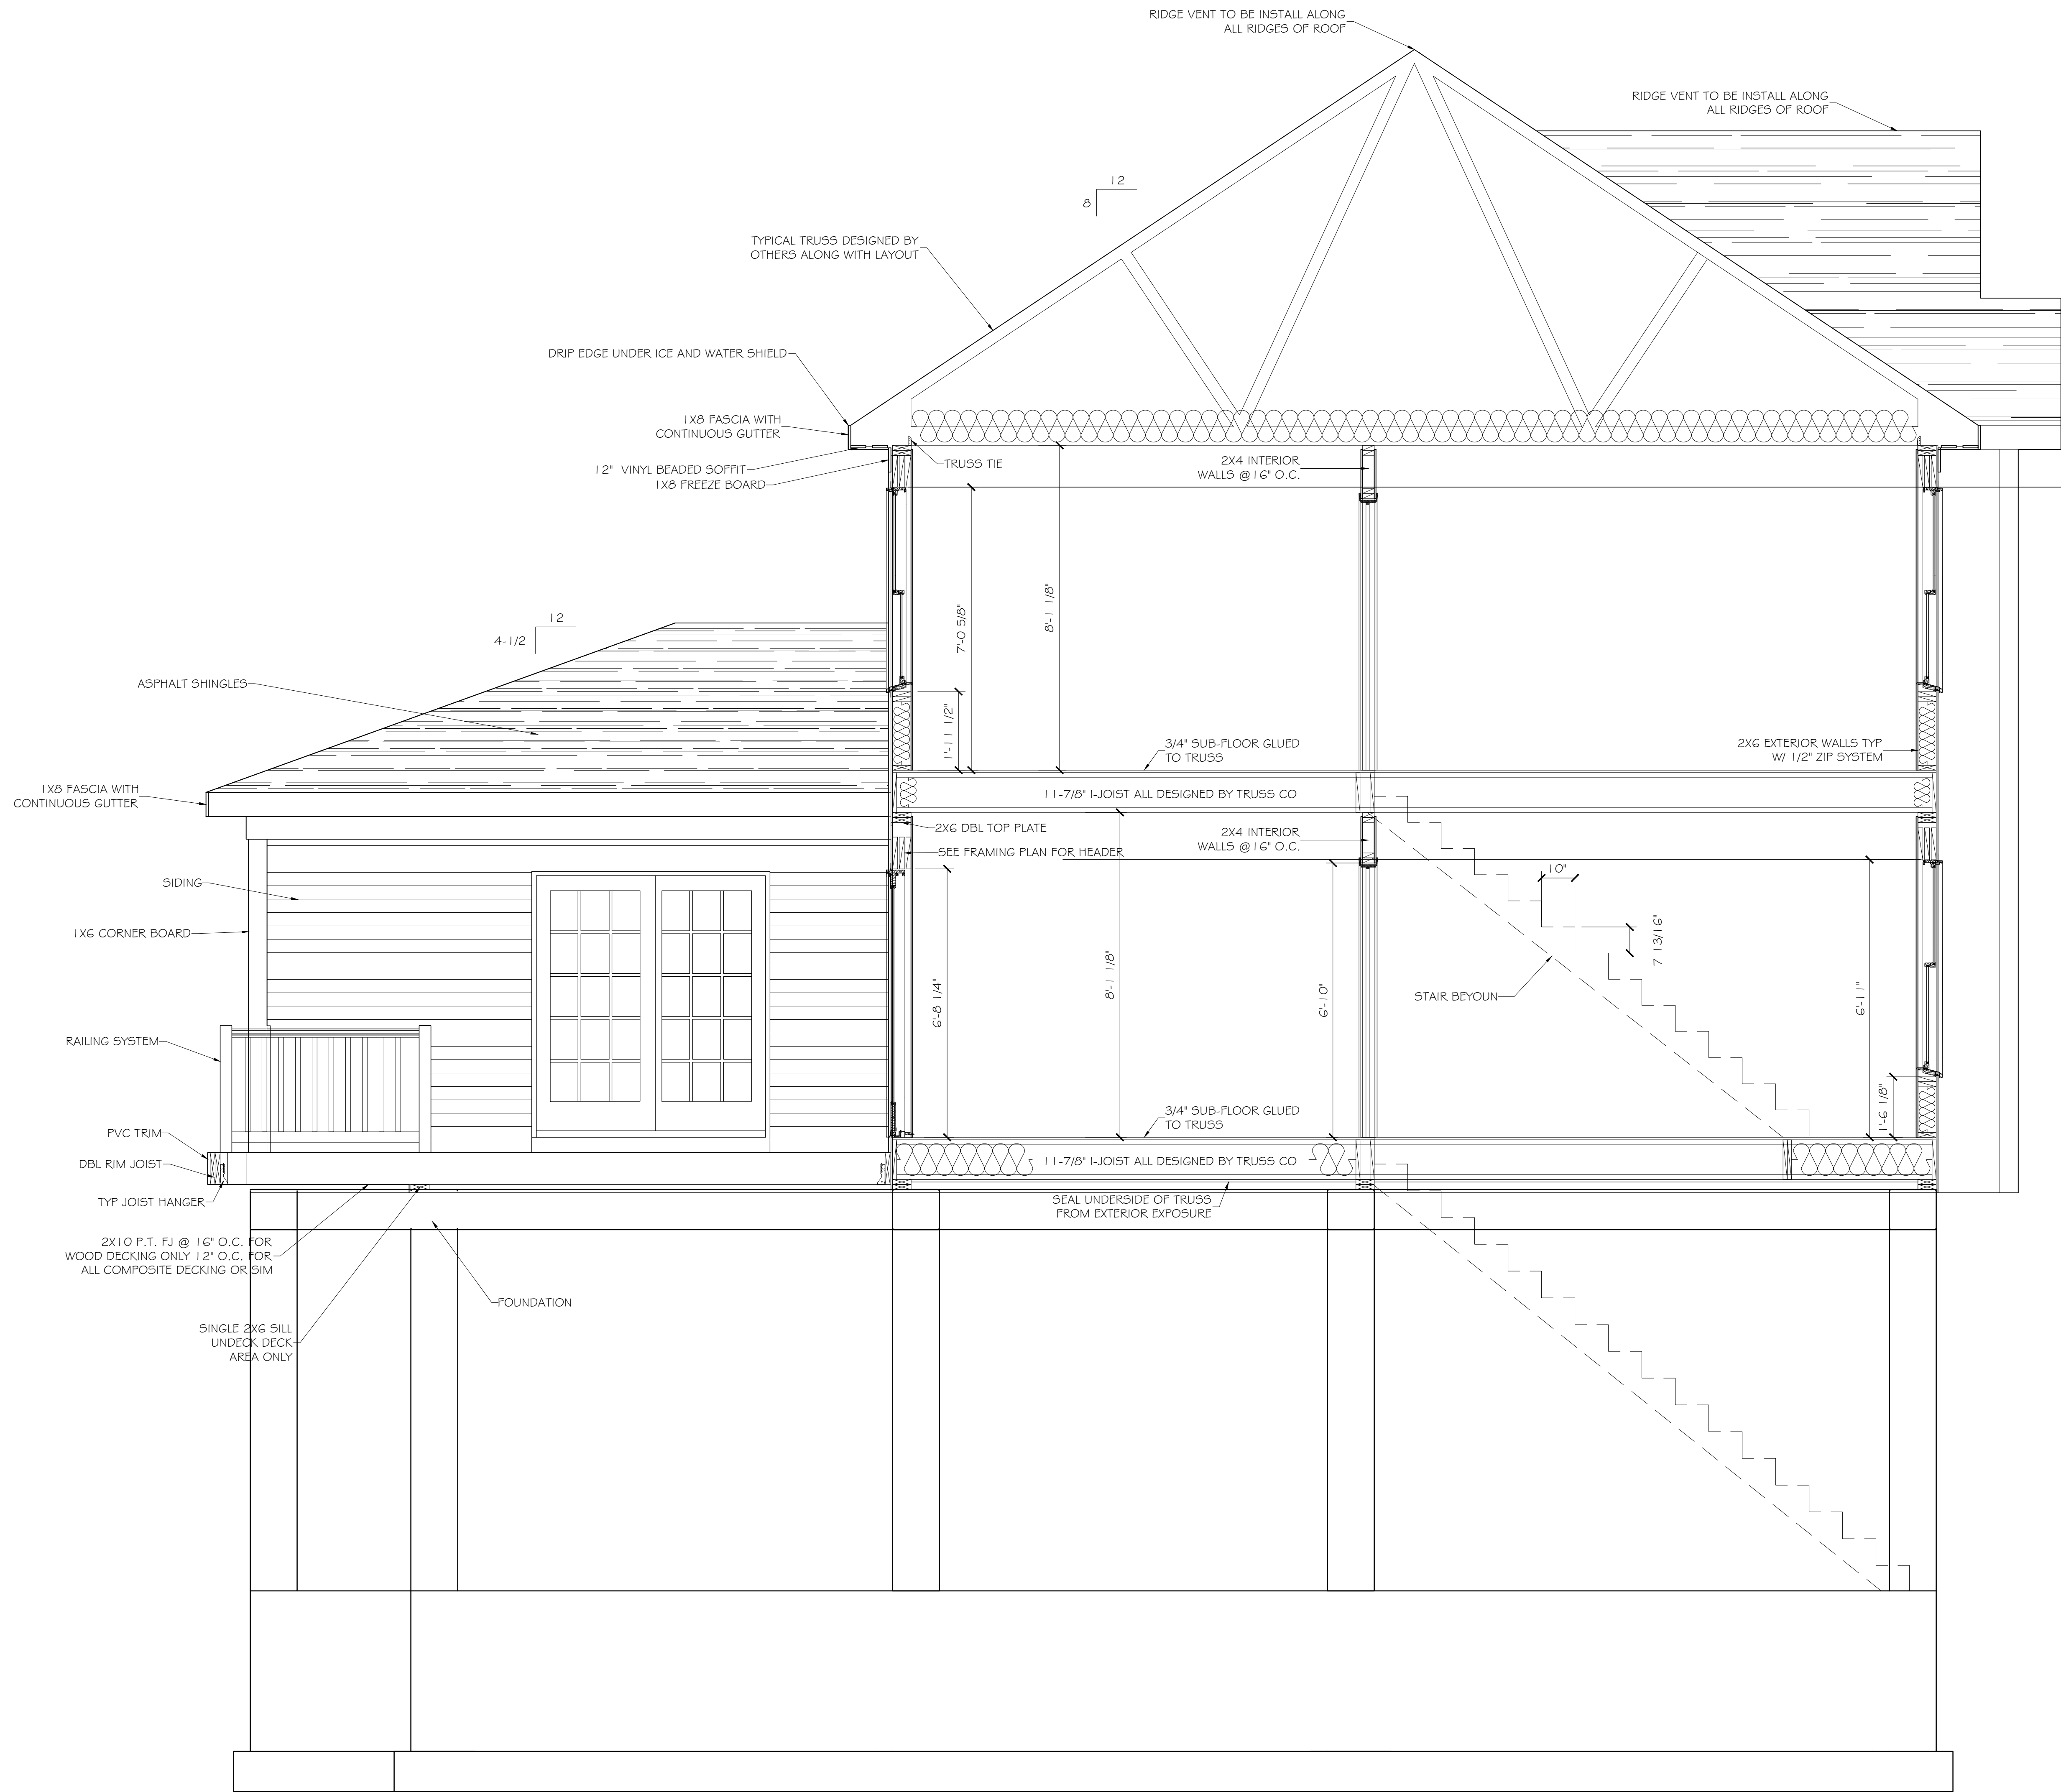 RIDGE VENT TO BE INSTALL ALONG
ALL RIDGES OF ROOF
RIDGE VENT TO BE INSTALL ALONG
ALL RIDGES OF ROOF
12
8
TYPICAL TRUSS DESIGNED BY
OTHERS ALONG WITH LAYOUT
DRIP EDGE UNDER ICE AND WATER SHIELD
1X8 FASCIA WITH
CONTINUOUS GUTTER
12" VINYL BEADED SOFFIT
1X8 FREEZE BOARD
TRUSS TIE
2X4 INTERIOR
WALLS @16" O.C.
7'-0 5/8"
8'-1 1/8"
12
4-1/2
ASPHALT SHINGLES
1'-11 1/2"
3/4" SUB-FLOOR GLUED
TO TRUSS
2X6 EXTERIOR WALLS TYP
W/ 1/2" ZIP SYSTEM
1X8 FASCIA WITH
CONTINUOUS GUTTER
11-7/8" I-JOIST ALL DESIGNED BY TRUSS CO
2X6 DBL TOP PLATE
SEE FRAMING PLAN FOR HEADER
2X4 INTERIOR
WALLS @16" O.C.
10"
7 13/16"
SIDING
1X6 CORNER BOARD
6'-8 1/4"
8'-1 1/8"
6'-10"
STAIR BEYOUN
6'-11"
RAILING SYSTEM
1'-6 1/8"
3/4" SUB-FLOOR GLUED
TO TRUSS
PVC TRIM
DBL RIM JOIST
11-7/8" I-JOIST ALL DESIGNED BY TRUSS CO
TYP JOIST HANGER
SEAL UNDERSIDE OF TRUSS
FROM EXTERIOR EXPOSURE
2X10 P.T. FJ @ 16" O.C. FOR
WOOD DECKING ONLY 12" O.C. FOR
ALL COMPOSITE DECKING OR SIM
FOUNDATION
SINGLE 2X6 SILL
UNDECK DECK
AREA ONLY